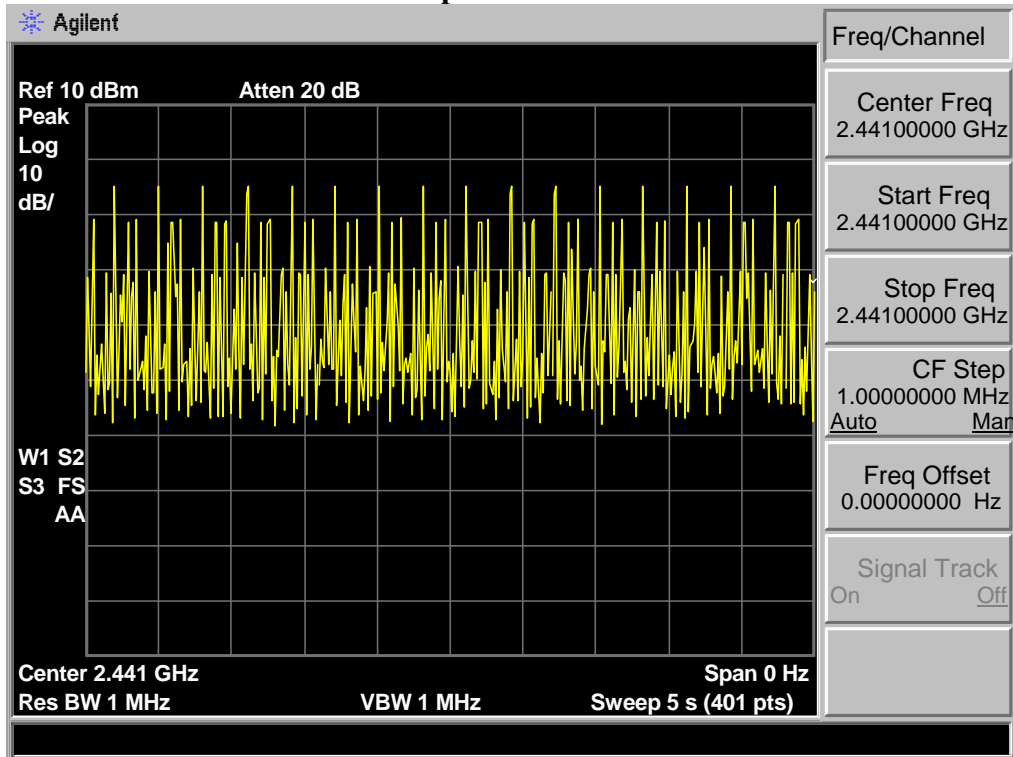 Agilent
Freq/Channel
Ref 10 dBm Atten 20 dB
Peak
Log
10
dB/
Center Freq
2.44100000 GHz
Start Freq
2.44100000 GHz
Stop Freq
2.44100000 GHz
CF Step
1.00000000 MHz
Auto Man
W1 S2
S3 FS
AA
Freq Offset
0.00000000 Hz
Signal Track
On Off
Center 2.441 GHz Span 0 Hz
Res BW 1 MHz VBW 1 MHz Sweep 5 s (401 pts)